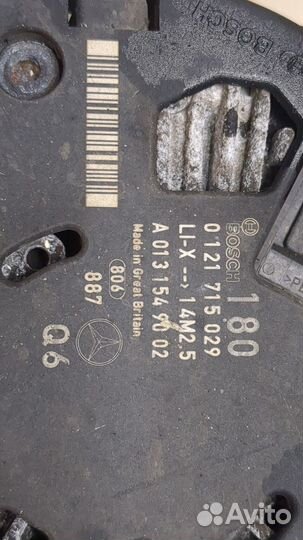 BOSCH
180
BOSCH
0 121 715 029
LI-X --> 14M2,5
A 013 154 90 02
Made in Great Britain
806
887
Q6
Avito